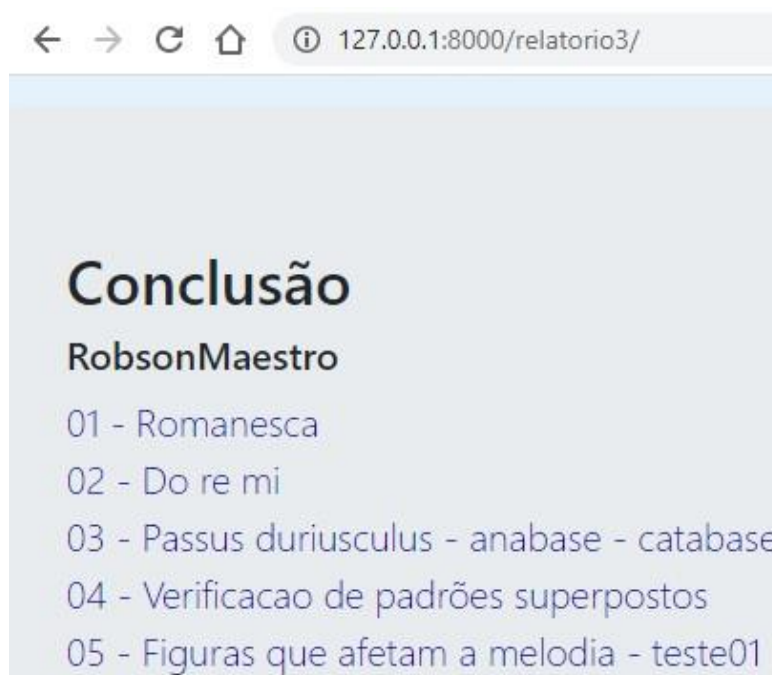 127.0.0.1:8000/relatorio3/
Conclusão
RobsonMaestro
01 - Romanesca
02 - Do re mi
03 - Passus duriusculus - anabase - catabase
04 - Verificacao de padrões superpostos
05 - Figuras que afetam a melodia - teste01